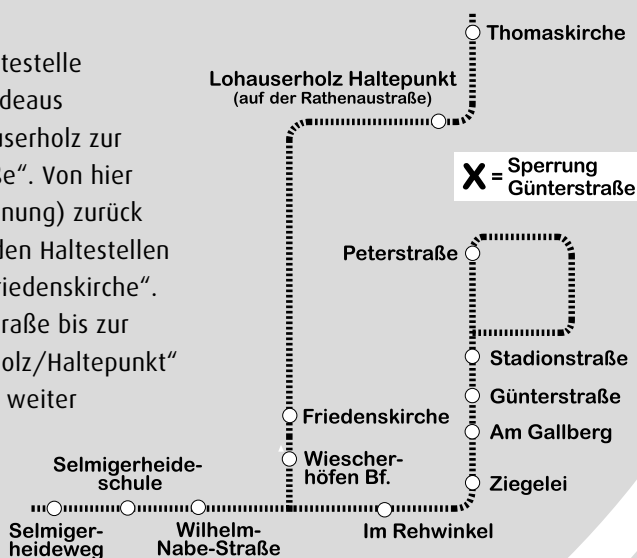 testelle
deaus
userholz zur
e“. Von hier
nung) zurück
den Haltestellen
riedenskirche“.
raße bis zur
olz/Haltepunkt“
weiter
Thomaskirche
Lohauserholz Haltepunkt
(auf der Rathenaustraße)
X = Sperrung
Günterstraße
Peterstraße
Stadionstraße
Günterstraße
Friedenskirche
Am Gallberg
Wiescher-
höfen Bf.
Ziegelei
Selmigerheide-
schule
Selmiger-
heideweg
Wilhelm-
Nabe-Straße
Im Rehwinkel